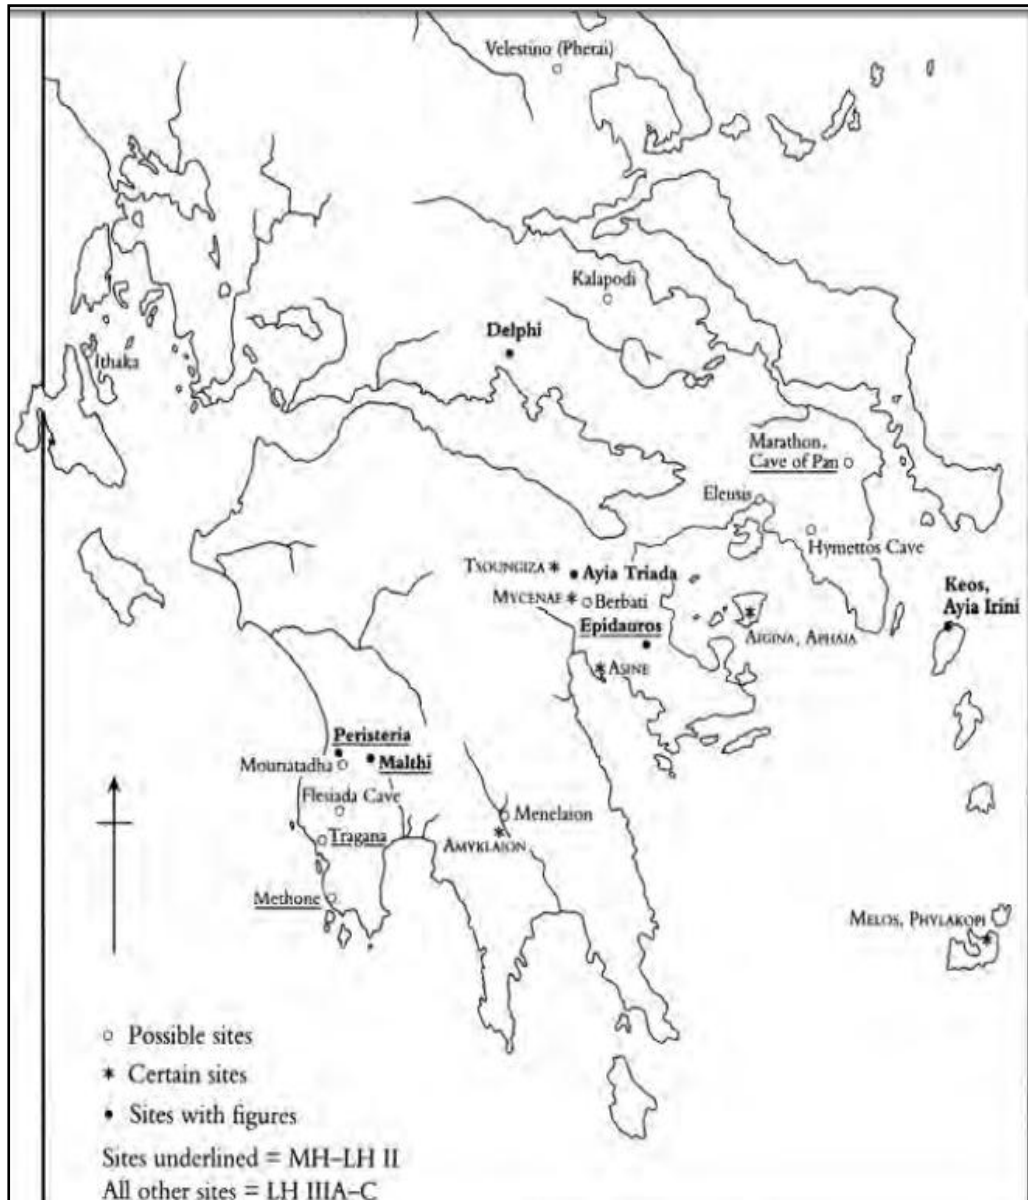 Velestino (Pherai)
Kalapodi
Delphi
Ithaka
Marathon,
Cave of Pan
Eleusis
Hymettos Cave
TSOUNGIZA
Ayia Triada
MYCENAE
Berbati
Keos,
Ayia Irini
Epidauros
AIGINA, APHAIA
ASINE
Peristeria
Mounatadha
Malthi
Flesiada Cave
Menelaion
Tragana
AMYKLAION
Methone
MELOS, PHYLAKOPI
Possible sites
Certain sites
Sites with figures
Sites underlined = MH–LH II
All other sites = LH IIIA–C